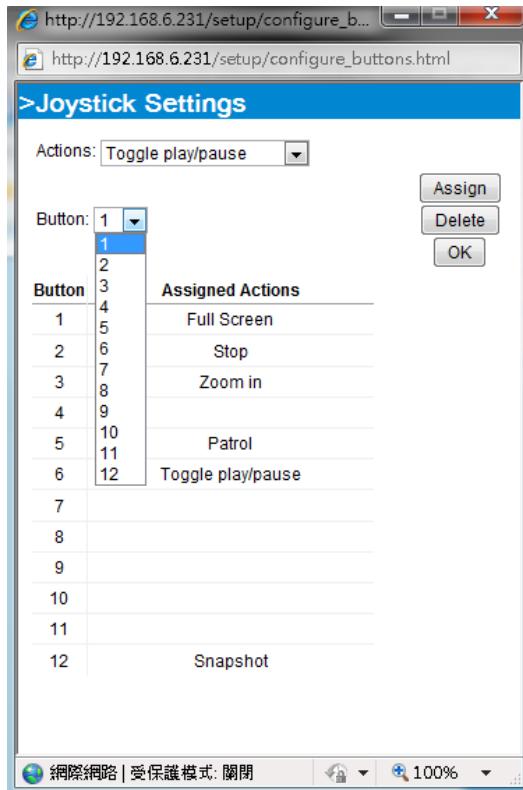 http://192.168.6.231/setup/configure_b...
http://192.168.6.231/setup/configure_buttons.html
>Joystick Settings
Actions: Toggle play/pause
Assign
Button: 1
Delete
OK
1
2
3
4
5
6
7
8
9
10
11
12
Button Assigned Actions
1 Full Screen
2 Stop
3 Zoom in
4
5 Patrol
6 Toggle play/pause
7
8
9
10
11
12 Snapshot
網際網路 | 受保護模式: 關閉 100%